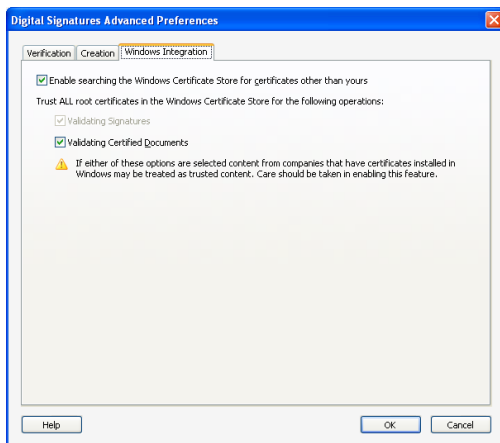 Digital Signatures Advanced Preferences
Verification Creation Windows Integration
Enable searching the Windows Certificate Store for certificates other than yours
Trust ALL root certificates in the Windows Certificate Store for the following operations:
Validating Signatures
Validating Certified Documents
If either of these options are selected content from companies that have certificates installed in
Windows may be treated as trusted content. Care should be taken in enabling this feature.
Help OK Cancel